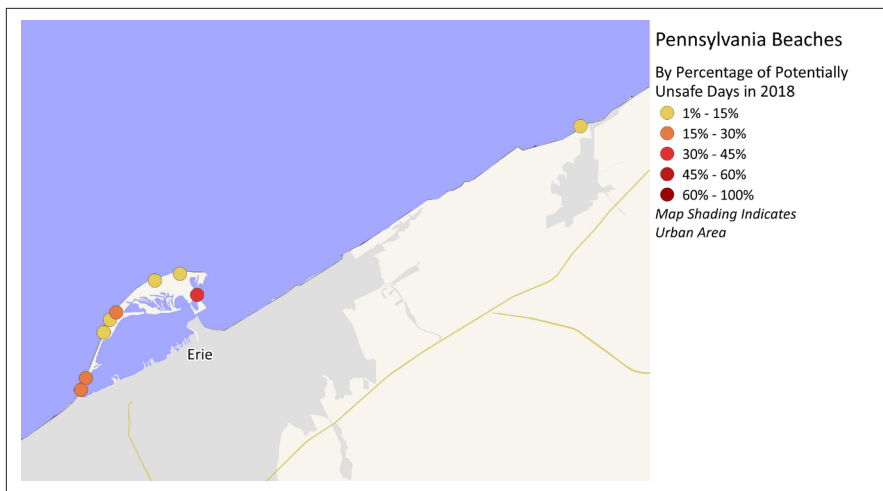 Pennsylvania Beaches
By Percentage of Potentially
Unsafe Days in 2018
1% - 15%
15% - 30%
30% - 45%
45% - 60%
60% - 100%
Map Shading Indicates
Urban Area
Erie